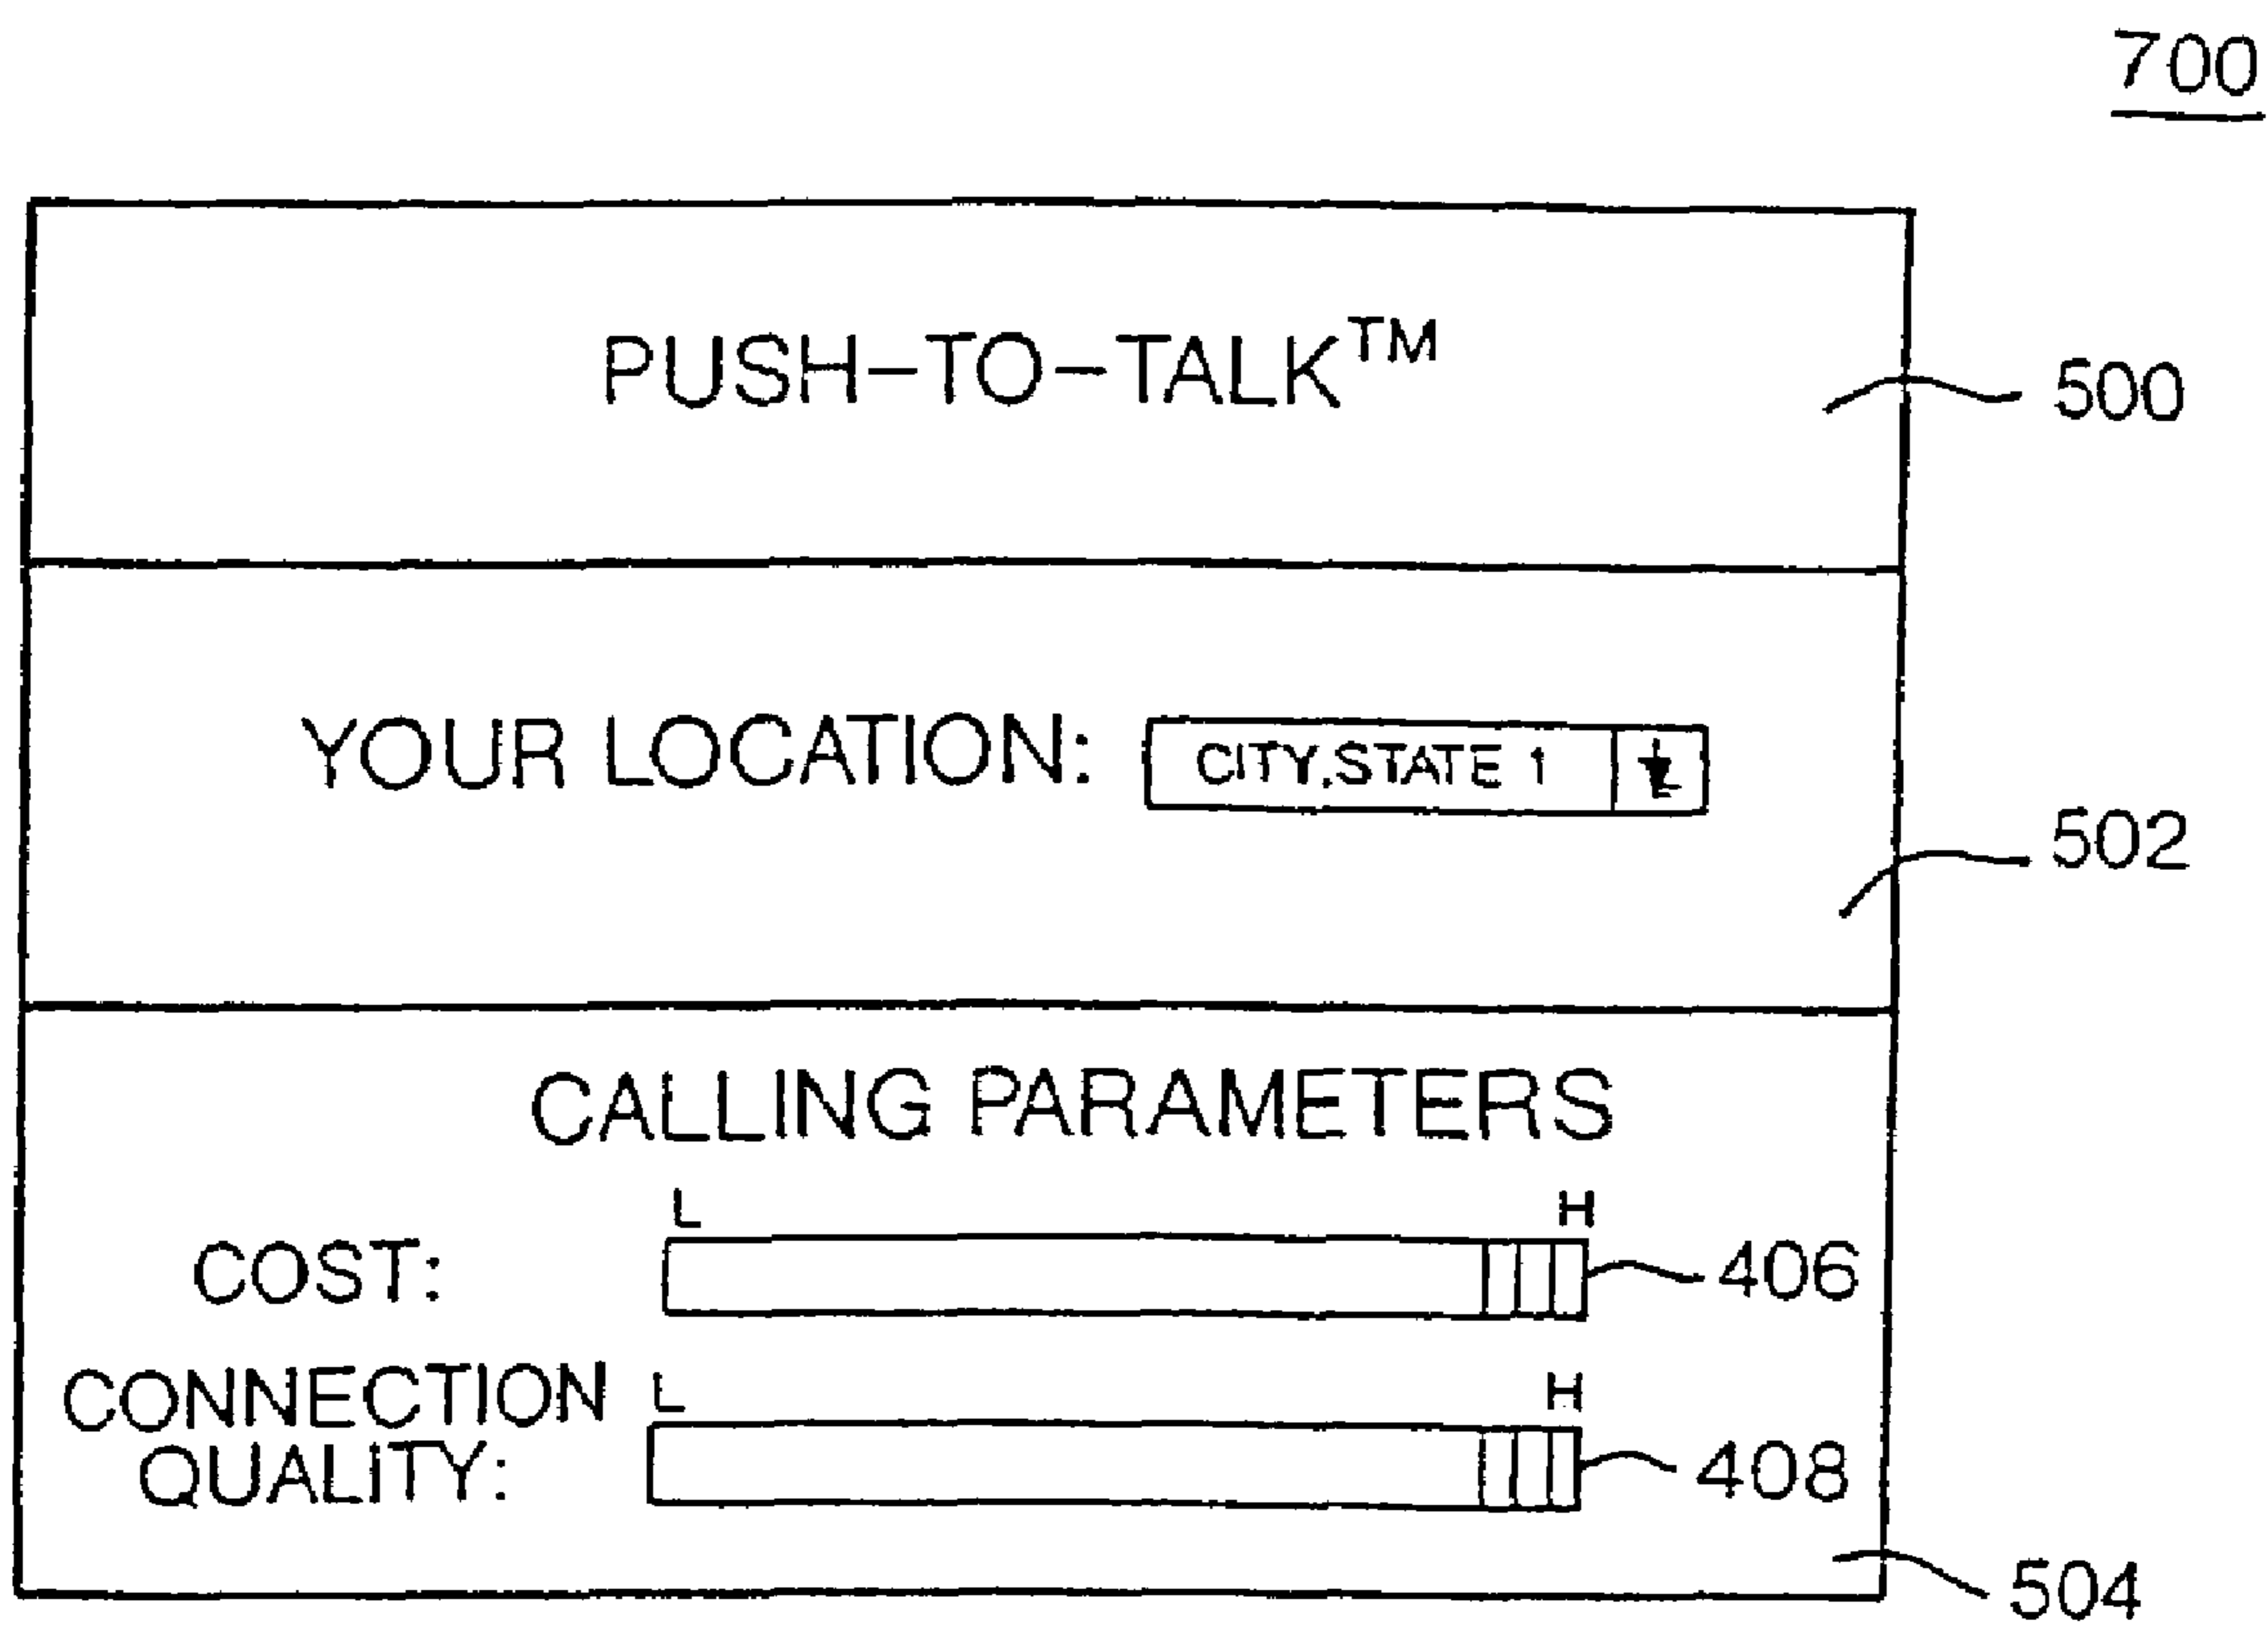 700
PUSH-TO-TALK™
500
YOUR LOCATION: CITY,STATE 1
502
CALLING PARAMETERS
L H
COST: 406
CONNECTION L H
QUALITY: 408
504